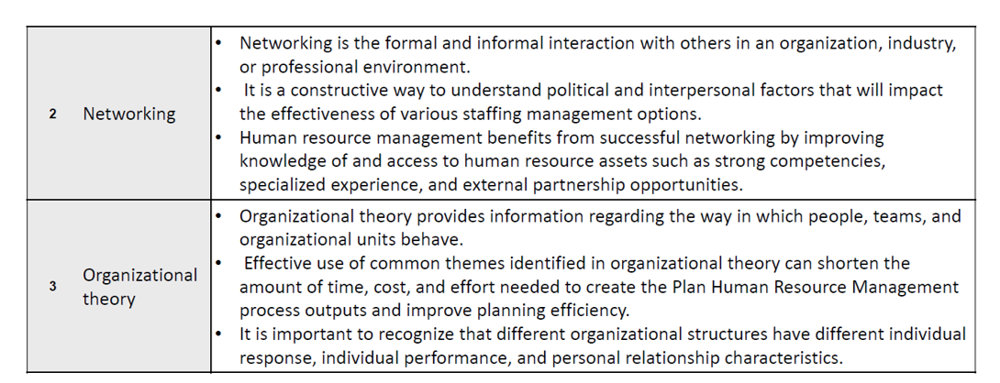 • Networking is the formal and informal interaction with others in an organization, industry,
or professional environment.
• It is a constructive way to understand political and interpersonal factors that will impact
2 Networking the effectiveness of various staffing management options.
• Human resource management benefits from successful networking by improving
knowledge of and access to human resource assets such as strong competencies,
specialized experience, and external partnership opportunities.
• Organizational theory provides information regarding the way in which people, teams, and
organizational units behave.
• Effective use of common themes identified in organizational theory can shorten the
3 Organizational theory amount of time, cost, and effort needed to create the Plan Human Resource Management
process outputs and improve planning efficiency.
• It is important to recognize that different organizational structures have different individual
response, individual performance, and personal relationship characteristics.